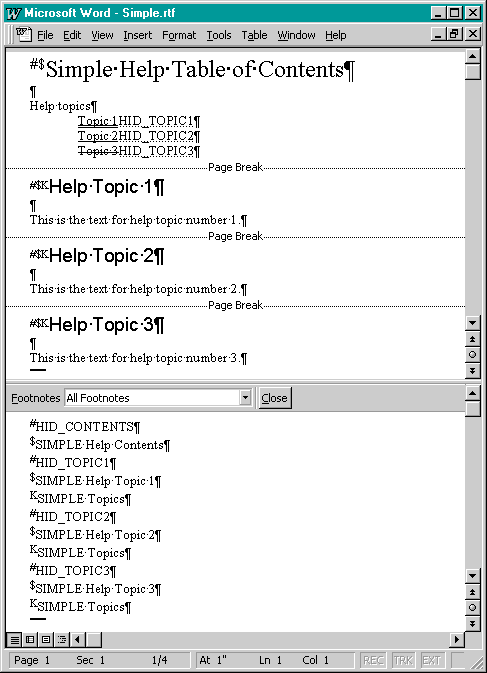 Microsoft Word - Simple.rtf
File Edit View Insert Format Tools Table Window Help
#$Simple·Help·Table·of·Contents¶
¶
Help·topics¶
Topic·1HID_TOPIC1¶
Topic·2HID_TOPIC2¶
Topic·3HID_TOPIC3¶
Page Break
#$KHelp·Topic·1¶
¶
This·is·the·text·for·help·topic·number·1.¶
Page Break
#$KHelp·Topic·2¶
¶
This·is·the·text·for·help·topic·number·2.¶
Page Break
#$KHelp·Topic·3¶
¶
This·is·the·text·for·help·topic·number·3.¶
Footnotes All Footnotes Close
#HID_CONTENTS¶
$SIMPLE·Help·Contents¶
#HID_TOPIC1¶
$SIMPLE·Help·Topic·1¶
KSIMPLE·Topics¶
#HID_TOPIC2¶
$SIMPLE·Help·Topic·2¶
KSIMPLE·Topics¶
#HID_TOPIC3¶
$SIMPLE·Help·Topic·3¶
KSIMPLE·Topics¶
Page 1 Sec 1 1/4 At 1" Ln 1 Col 1 REC TRK EXT